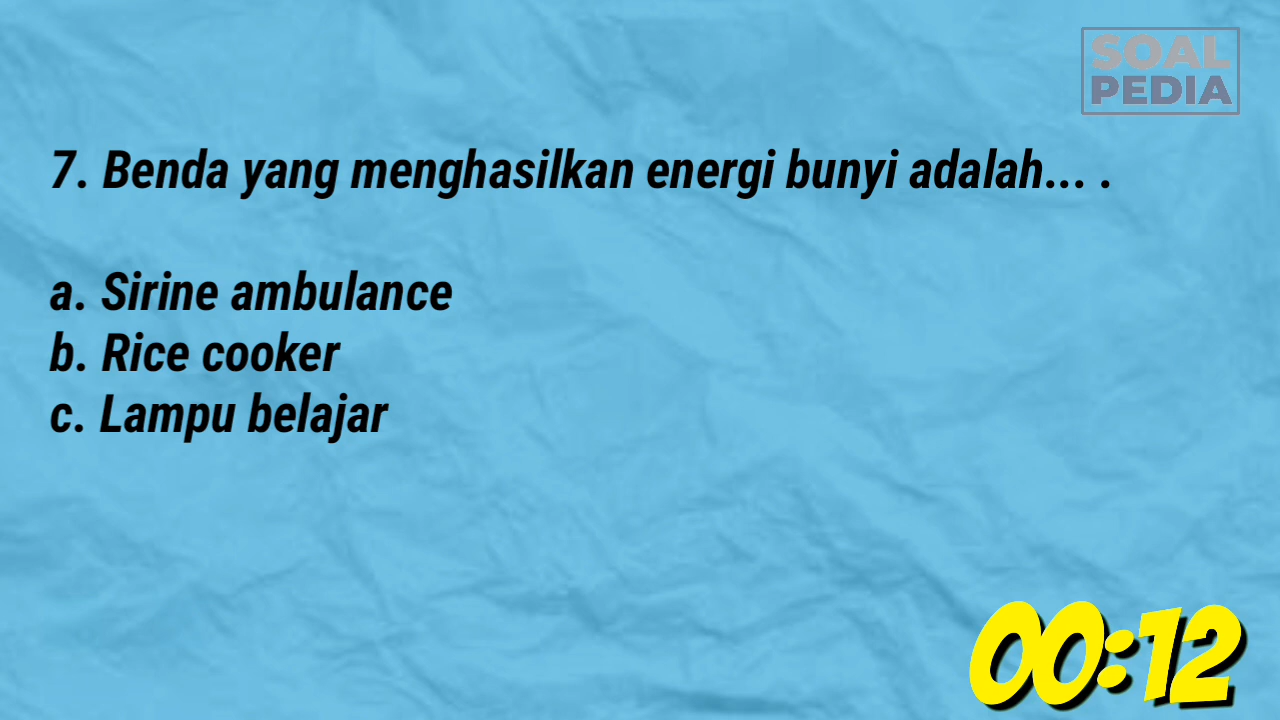 SOAL
PEDIA
7. Benda yang menghasilkan energi bunyi adalah... .
a. Sirine ambulance
b. Rice cooker
c. Lampu belajar
00:12